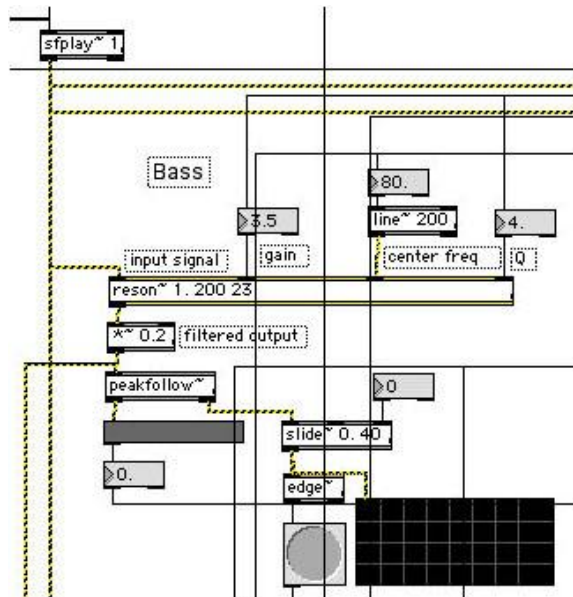 sfplay~ 1
Bass
80.
3.5
line~ 200
4.
input signal
gain
center freq
Q
reson~ 1. 200 23
*~ 0.2
filtered output
peakfollow~
0
slide~ 0. 40
0.
edge~